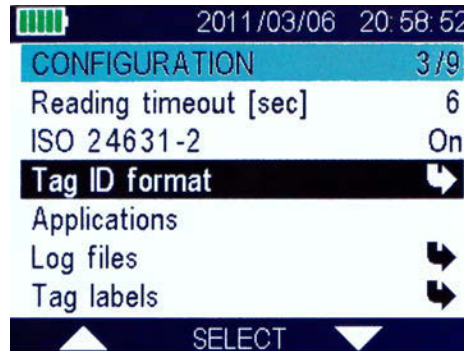 2011/03/06 20:58:52
CONFIGURATION 3/9
Reading timeout [sec] 6
ISO 24631-2 On
Tag ID format
Applications
Log files
Tag labels
SELECT